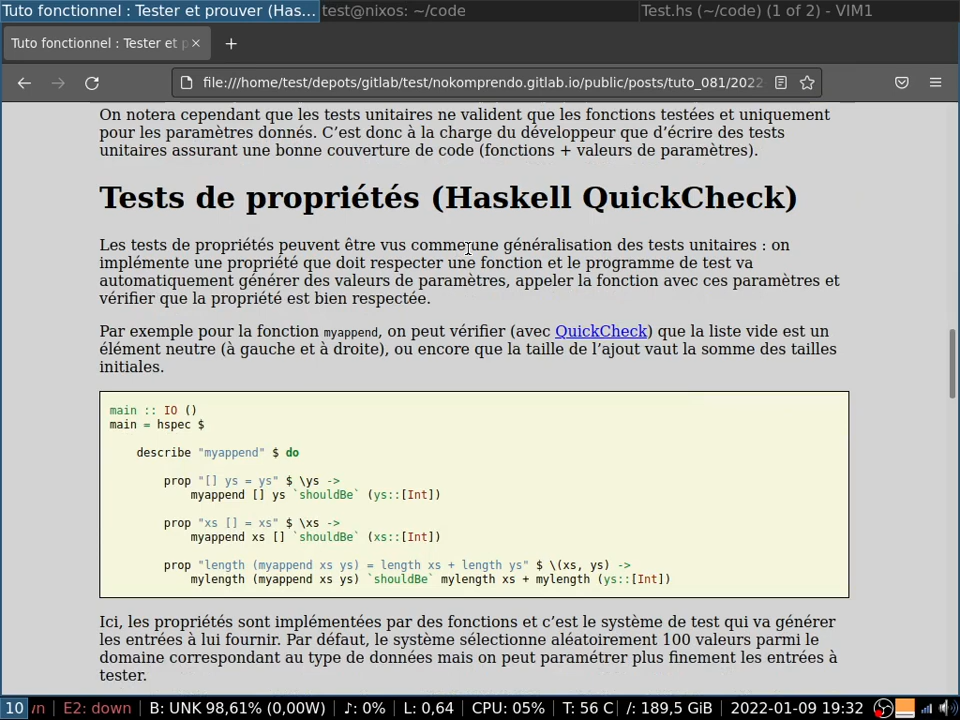 Tuto fonctionnel : Tester et prouver (Has... test@nixos: ~/code Test.hs (~/code) (1 of 2) - VIM1
Tuto fonctionnel : Tester et p × +
file:///home/test/depots/gitlab/test/nokomprendo.gitlab.io/public/posts/tuto_081/2022
On notera cependant que les tests unitaires ne valident que les fonctions testées et uniquement
pour les paramètres donnés. C’est donc à la charge du développeur que d’écrire des tests
unitaires assurant une bonne couverture de code (fonctions + valeurs de paramètres).
Tests de propriétés (Haskell QuickCheck)
Les tests de propriétés peuvent être vus comme une généralisation des tests unitaires : on
implémente une propriété que doit respecter une fonction et le programme de test va
automatiquement générer des valeurs de paramètres, appeler la fonction avec ces paramètres et
vérifier que la propriété est bien respectée.
Par exemple pour la fonction myappend, on peut vérifier (avec QuickCheck) que la liste vide est un
élément neutre (à gauche et à droite), ou encore que la taille de l’ajout vaut la somme des tailles
initiales.
main :: IO ()
main = hspec $
describe "myappend" $ do
prop "[] ys = ys" $ \ys ->
myappend [] ys `shouldBe` (ys::[Int])
prop "xs [] = xs" $ \xs ->
myappend xs [] `shouldBe` (xs::[Int])
prop "length (myappend xs ys) = length xs + length ys" $ \(xs, ys) ->
mylength (myappend xs ys) `shouldBe` mylength xs + mylength (ys::[Int])
Ici, les propriétés sont implémentées par des fonctions et c’est le système de test qui va générer
les entrées à lui fournir. Par défaut, le système sélectionne aléatoirement 100 valeurs parmi le
domaine correspondant au type de données mais on peut paramétrer plus finement les entrées à
tester.
10 wn E2: down B: UNK 98,61% (0,00W) ♪: 0% L: 0,64 CPU: 05% T: 56 C /: 189,5 GiB 2022-01-09 19:32